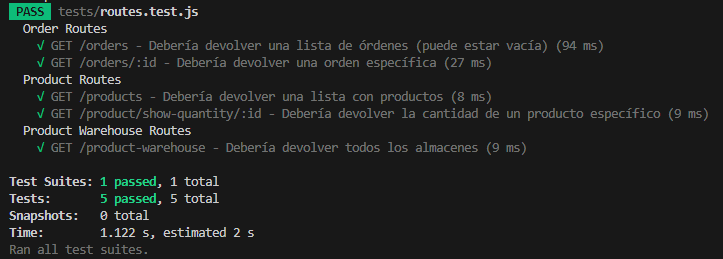 PASS tests/routes.test.js
Order Routes
√ GET /orders - Debería devolver una lista de órdenes (puede estar vacía) (94 ms)
√ GET /orders/:id - Debería devolver una orden específica (27 ms)
Product Routes
√ GET /products - Debería devolver una lista con productos (8 ms)
√ GET /product/show-quantity/:id - Debería devolver la cantidad de un producto específico (9 ms)
Product Warehouse Routes
√ GET /product-warehouse - Debería devolver todos los almacenes (9 ms)
Test Suites: 1 passed, 1 total
Tests: 5 passed, 5 total
Snapshots: 0 total
Time: 1.122 s, estimated 2 s
Ran all test suites.